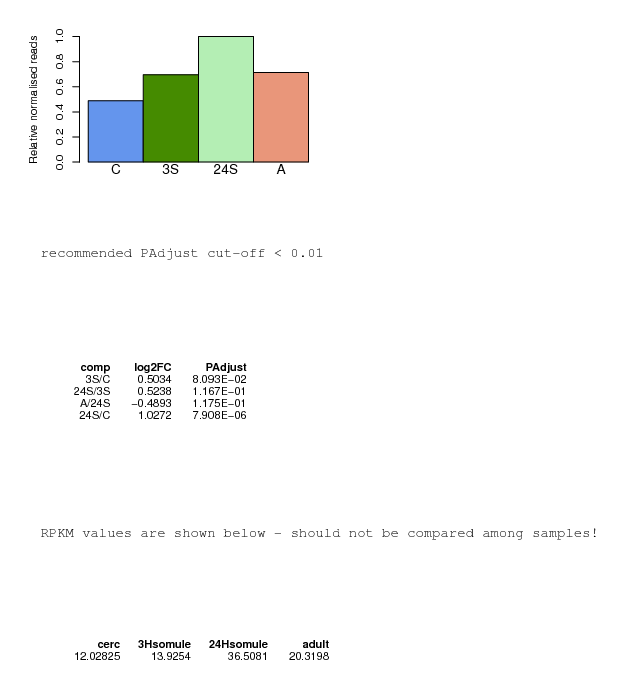 Relative normalised reads
1.0
0.8
0.6
0.4
0.2
0.0
C 3S 24S A
recommended PAdjust cut-off < 0.01
comp log2FC PAdjust
3S/C 0.5034 8.093E−02
24S/3S 0.5238 1.167E−01
A/24S −0.4893 1.175E−01
24S/C 1.0272 7.908E−06
RPKM values are shown below - should not be compared among samples!
cerc 3Hsomule 24Hsomule adult
12.02825 13.9254 36.5081 20.3198